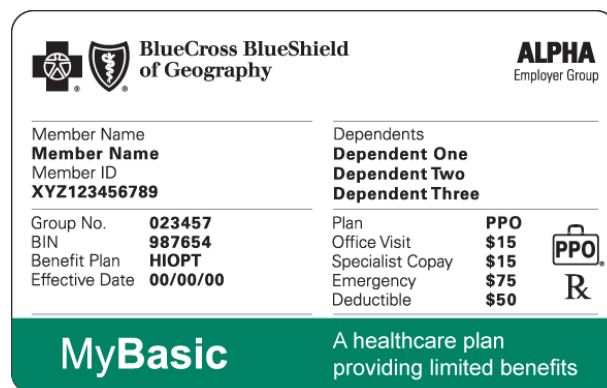 BlueCross BlueShield
of Geography
ALPHA
Employer Group
Member Name
Member Name
Member ID
XYZ123456789
Dependents
Dependent One
Dependent Two
Dependent Three
Group No. 023457
BIN 987654
Benefit Plan HIOPT
Effective Date 00/00/00
Plan PPO
Office Visit $15
Specialist Copay $15
Emergency $75
Deductible $50
PPO
Rx
MyBasic
A healthcare plan
providing limited benefits